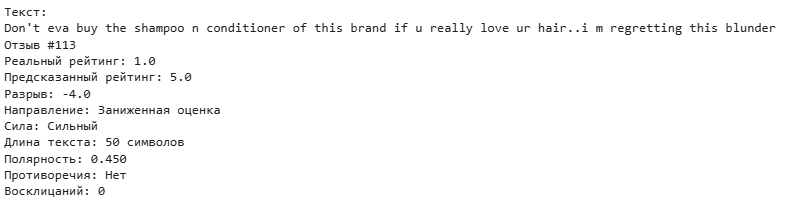 Текст:
Don't eva buy the shampoo n conditioner of this brand if u really love ur hair..i m regretting this blunder
Отзыв #113
Реальный рейтинг: 1.0
Предсказанный рейтинг: 5.0
Разрыв: -4.0
Направление: Заниженная оценка
Сила: Сильный
Длина текста: 50 символов
Полярность: 0.450
Противоречия: Нет
Восклицаний: 0